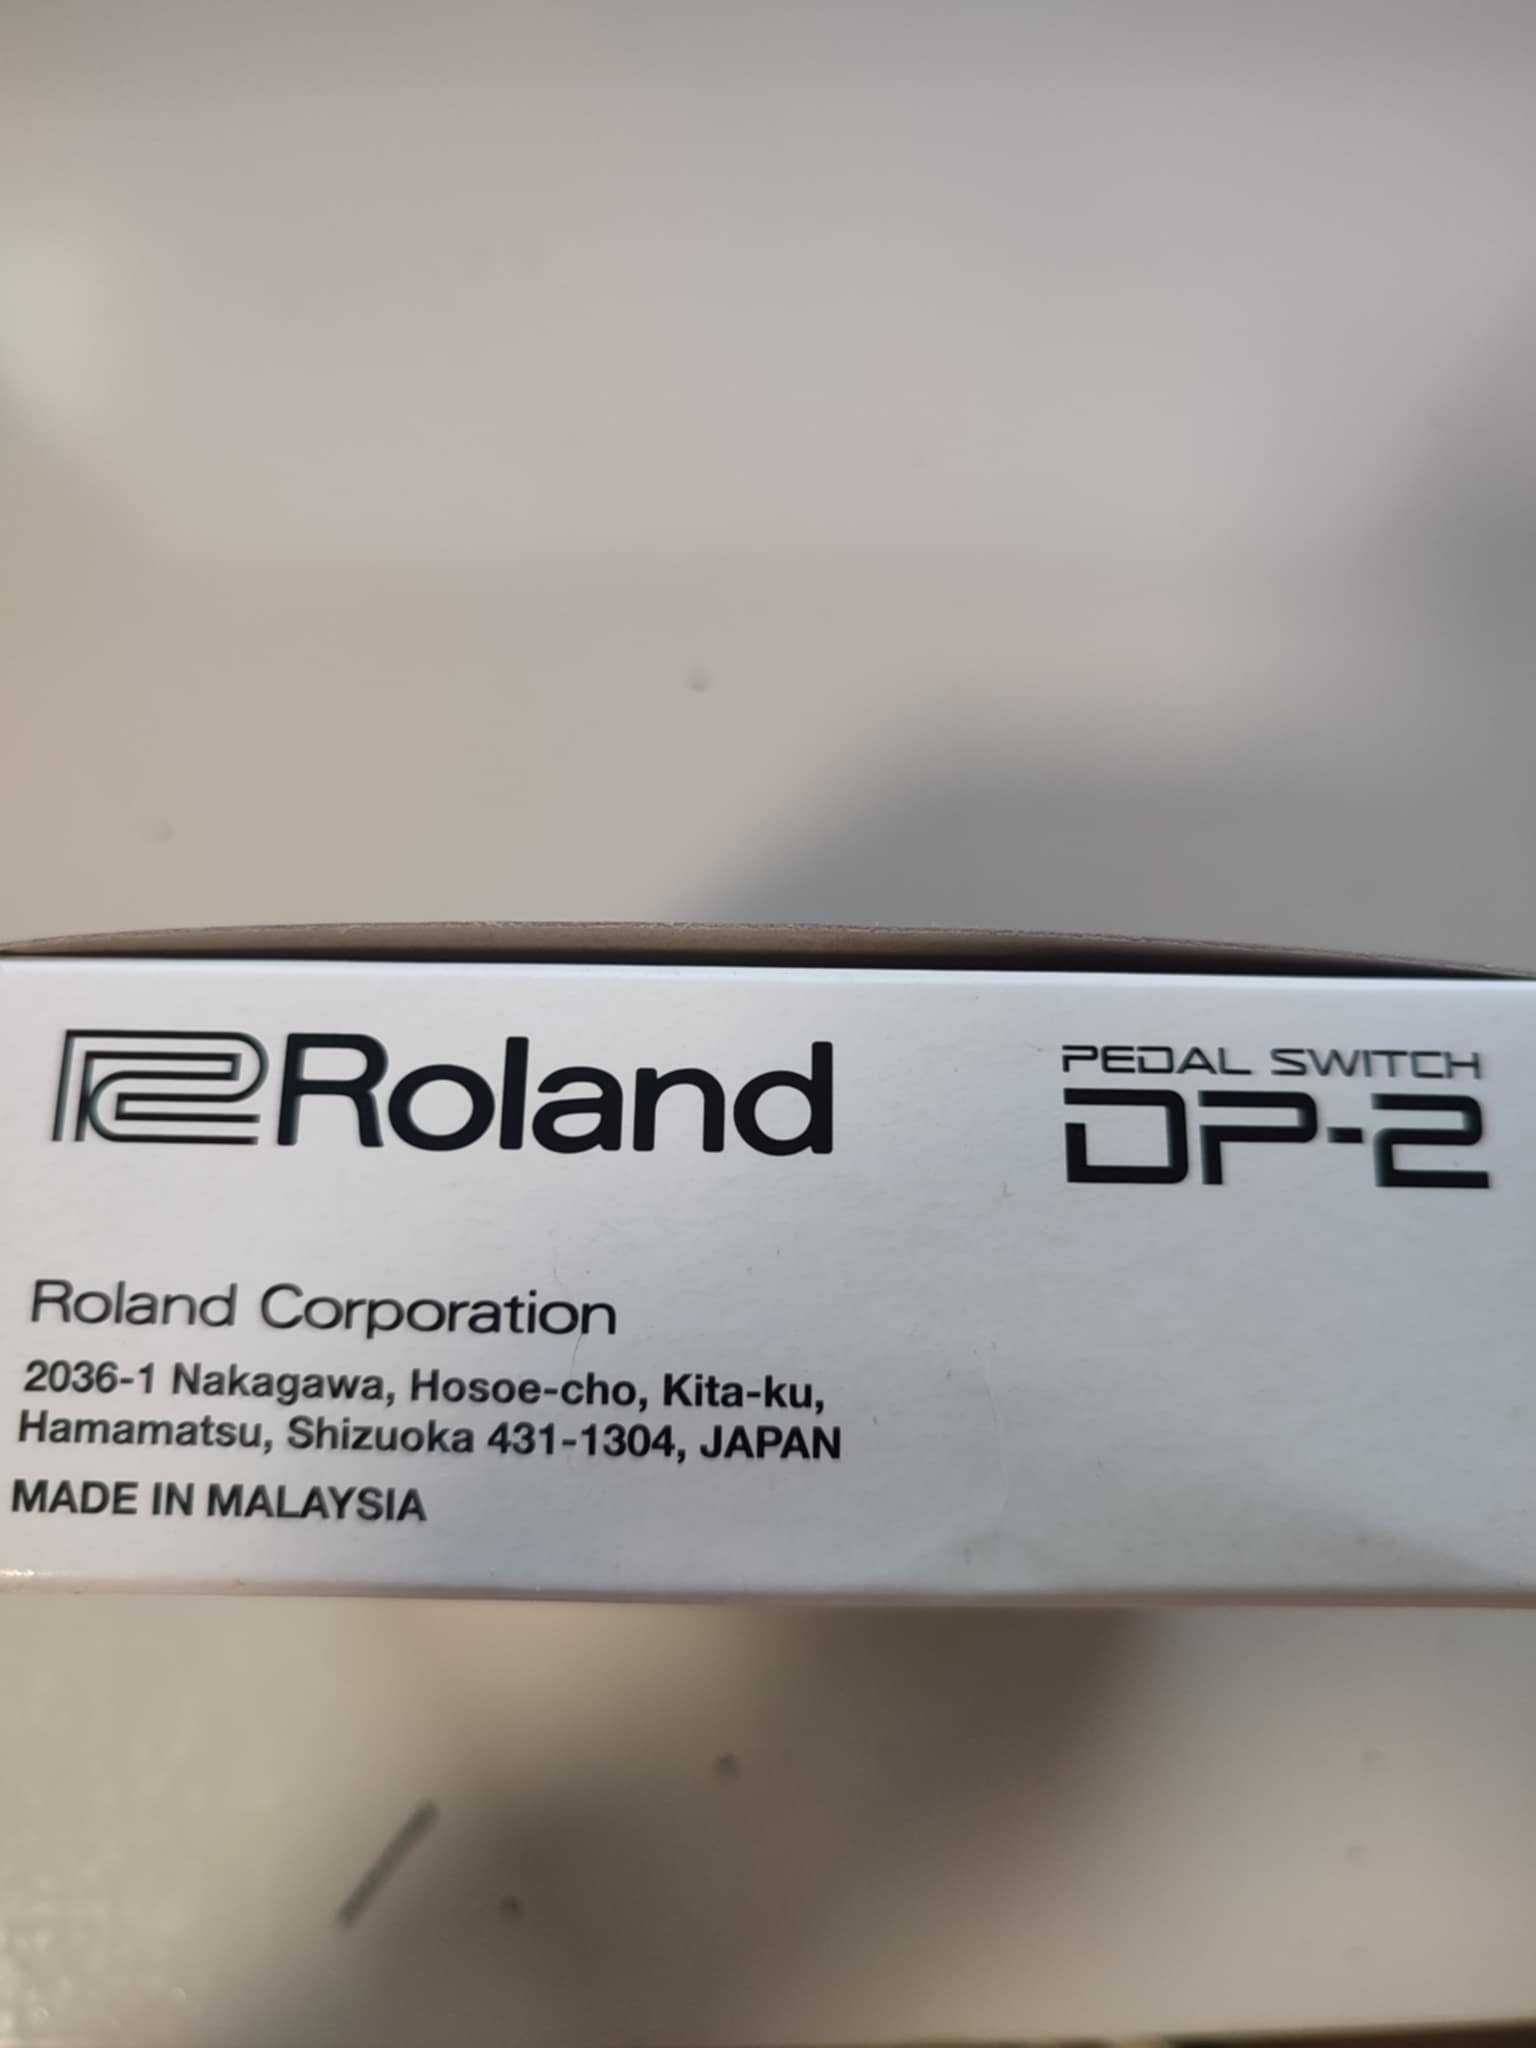 Roland
PEDAL SWITCH
DP-2
Roland Corporation
2036-1 Nakagawa, Hosoe-cho, Kita-ku,
Hamamatsu, Shizuoka 431-1304, JAPAN
MADE IN MALAYSIA